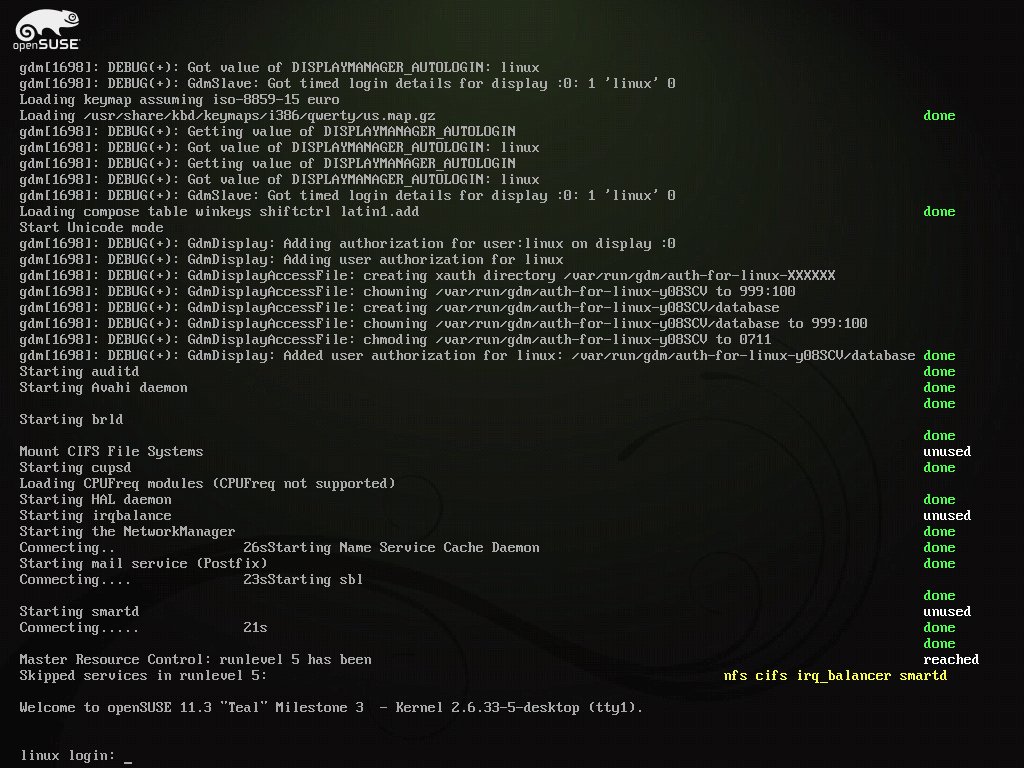 openSUSE
gdm[1698]: DEBUG(+): Got value of DISPLAYMANAGER_AUTOLOGIN: linux
gdm[1698]: DEBUG(+): GdmSlave: Got timed login details for display :0: 1 'linux' 0
Loading keymap assuming iso-8859-15 euro
Loading /usr/share/kbd/keymaps/i386/qwerty/us.map.gz done
gdm[1698]: DEBUG(+): Getting value of DISPLAYMANAGER_AUTOLOGIN
gdm[1698]: DEBUG(+): Got value of DISPLAYMANAGER_AUTOLOGIN: linux
gdm[1698]: DEBUG(+): Getting value of DISPLAYMANAGER_AUTOLOGIN
gdm[1698]: DEBUG(+): Got value of DISPLAYMANAGER_AUTOLOGIN: linux
gdm[1698]: DEBUG(+): GdmSlave: Got timed login details for display :0: 1 'linux' 0
Loading compose table winkeys shiftctrl latin1.add done
Start Unicode mode
gdm[1698]: DEBUG(+): GdmDisplay: Adding authorization for user:linux on display :0
gdm[1698]: DEBUG(+): GdmDisplay: Adding user authorization for linux
gdm[1698]: DEBUG(+): GdmDisplayAccessFile: creating xauth directory /var/run/gdm/auth-for-linux-XXXXXX
gdm[1698]: DEBUG(+): GdmDisplayAccessFile: chowning /var/run/gdm/auth-for-linux-y08SCV to 999:100
gdm[1698]: DEBUG(+): GdmDisplayAccessFile: creating /var/run/gdm/auth-for-linux-y08SCV/database
gdm[1698]: DEBUG(+): GdmDisplayAccessFile: chowning /var/run/gdm/auth-for-linux-y08SCV/database to 999:100
gdm[1698]: DEBUG(+): GdmDisplayAccessFile: chmoding /var/run/gdm/auth-for-linux-y08SCV to 0711
gdm[1698]: DEBUG(+): GdmDisplay: Added user authorization for linux: /var/run/gdm/auth-for-linux-y08SCV/database done
Starting auditd done
Starting Avahi daemon done
done
Starting brld
done
Mount CIFS File Systems unused
Starting cupsd done
Loading CPUFreq modules (CPUFreq not supported)
Starting HAL daemon done
Starting irqbalance unused
Starting the NetworkManager done
Connecting.. 26sStarting Name Service Cache Daemon done
Starting mail service (Postfix) done
Connecting.... 23sStarting sbl
done
Starting smartd unused
Connecting..... 21s done
done
Master Resource Control: runlevel 5 has been reached
Skipped services in runlevel 5: nfs cifs irq_balancer smartd
Welcome to openSUSE 11.3 "Teal" Milestone 3  - Kernel 2.6.33-5-desktop (tty1).
linux login: _